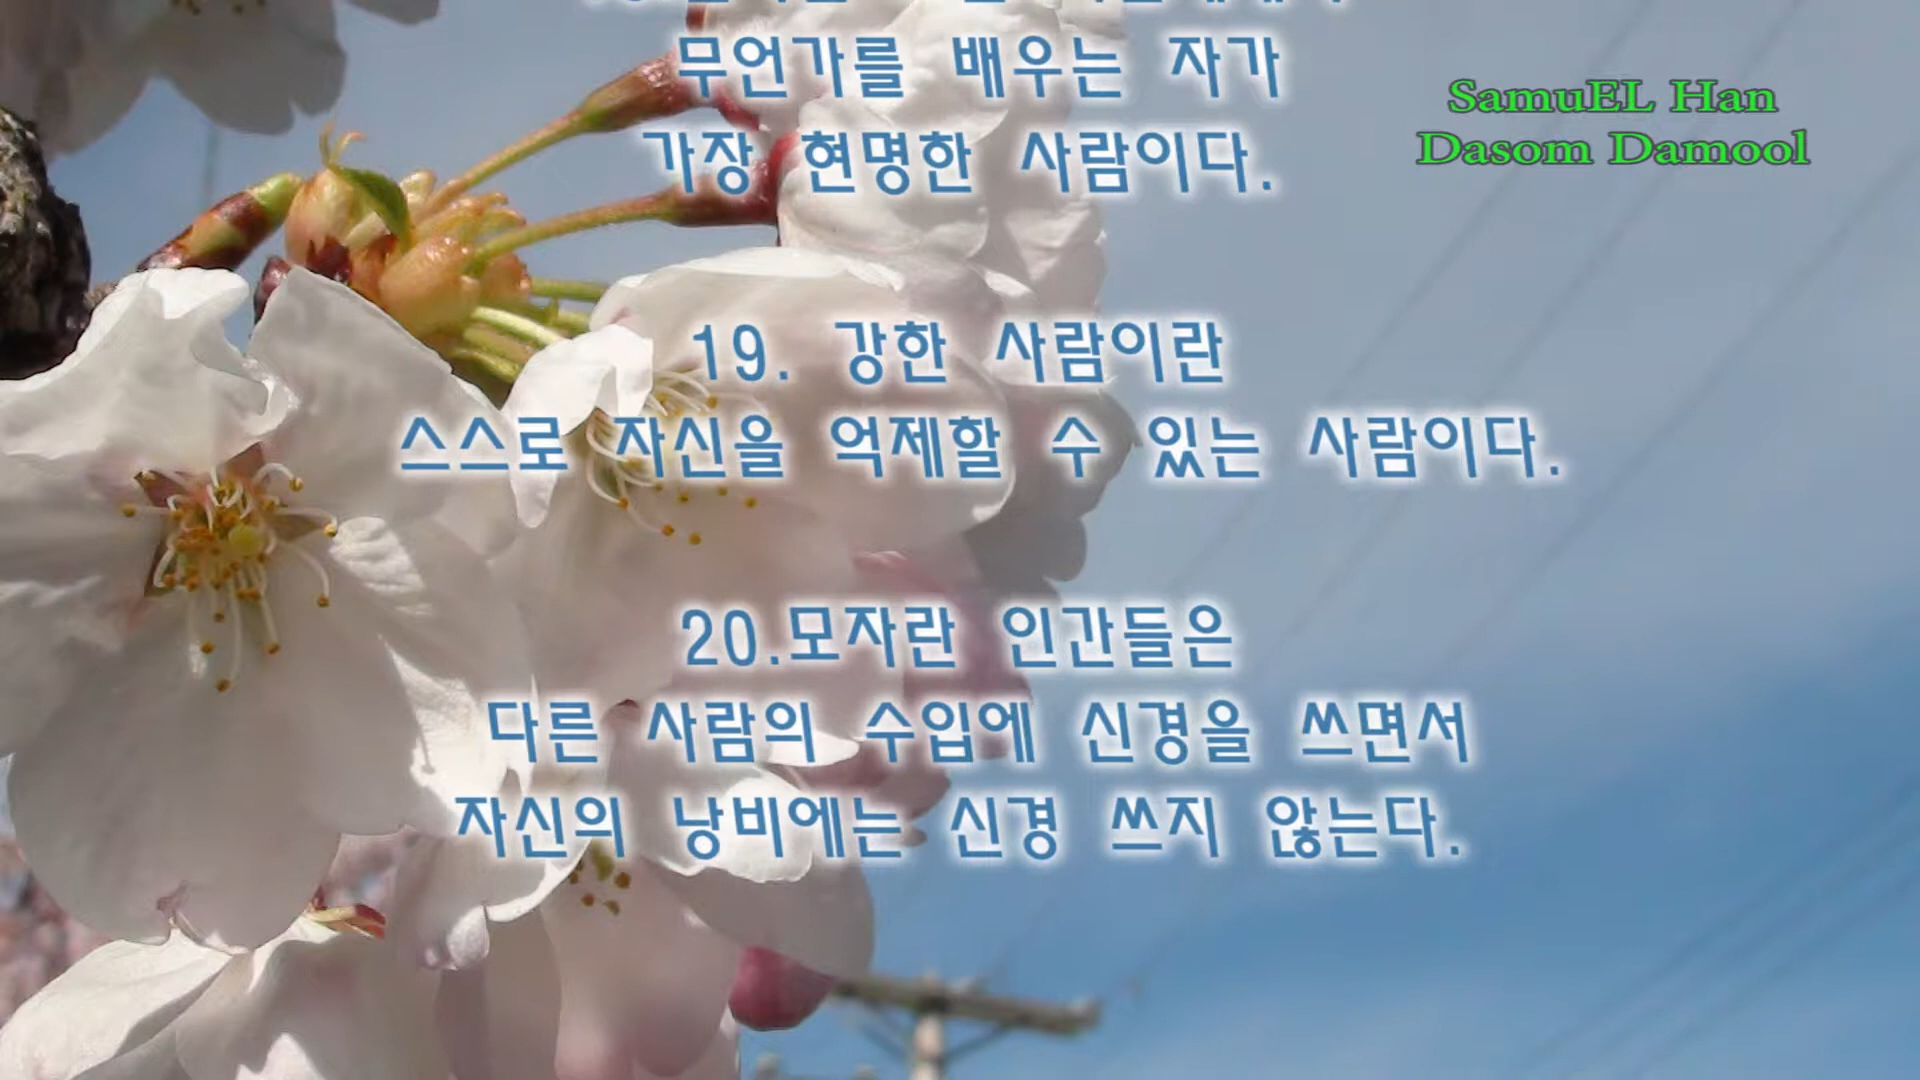 무언가를 배우는 자가
가장 현명한 사람이다.
SamuEL Han
Dasom Damool
19. 강한 사람이란
스스로 자신을 억제할 수 있는 사람이다.
20.모자란 인간들은
다른 사람의 수입에 신경을 쓰면서
자신의 낭비에는 신경 쓰지 않는다.